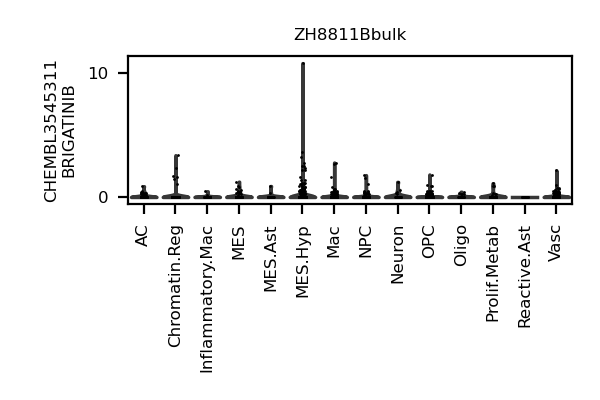 ZH8811Bbulk
CHEMBL3545311
BRIGATINIB
10
0
AC
Chromatin.Reg
Inflammatory.Mac
MES
MES.Ast
MES.Hyp
Mac
NPC
Neuron
OPC
Oligo
Prolif.Metab
Reactive.Ast
Vasc